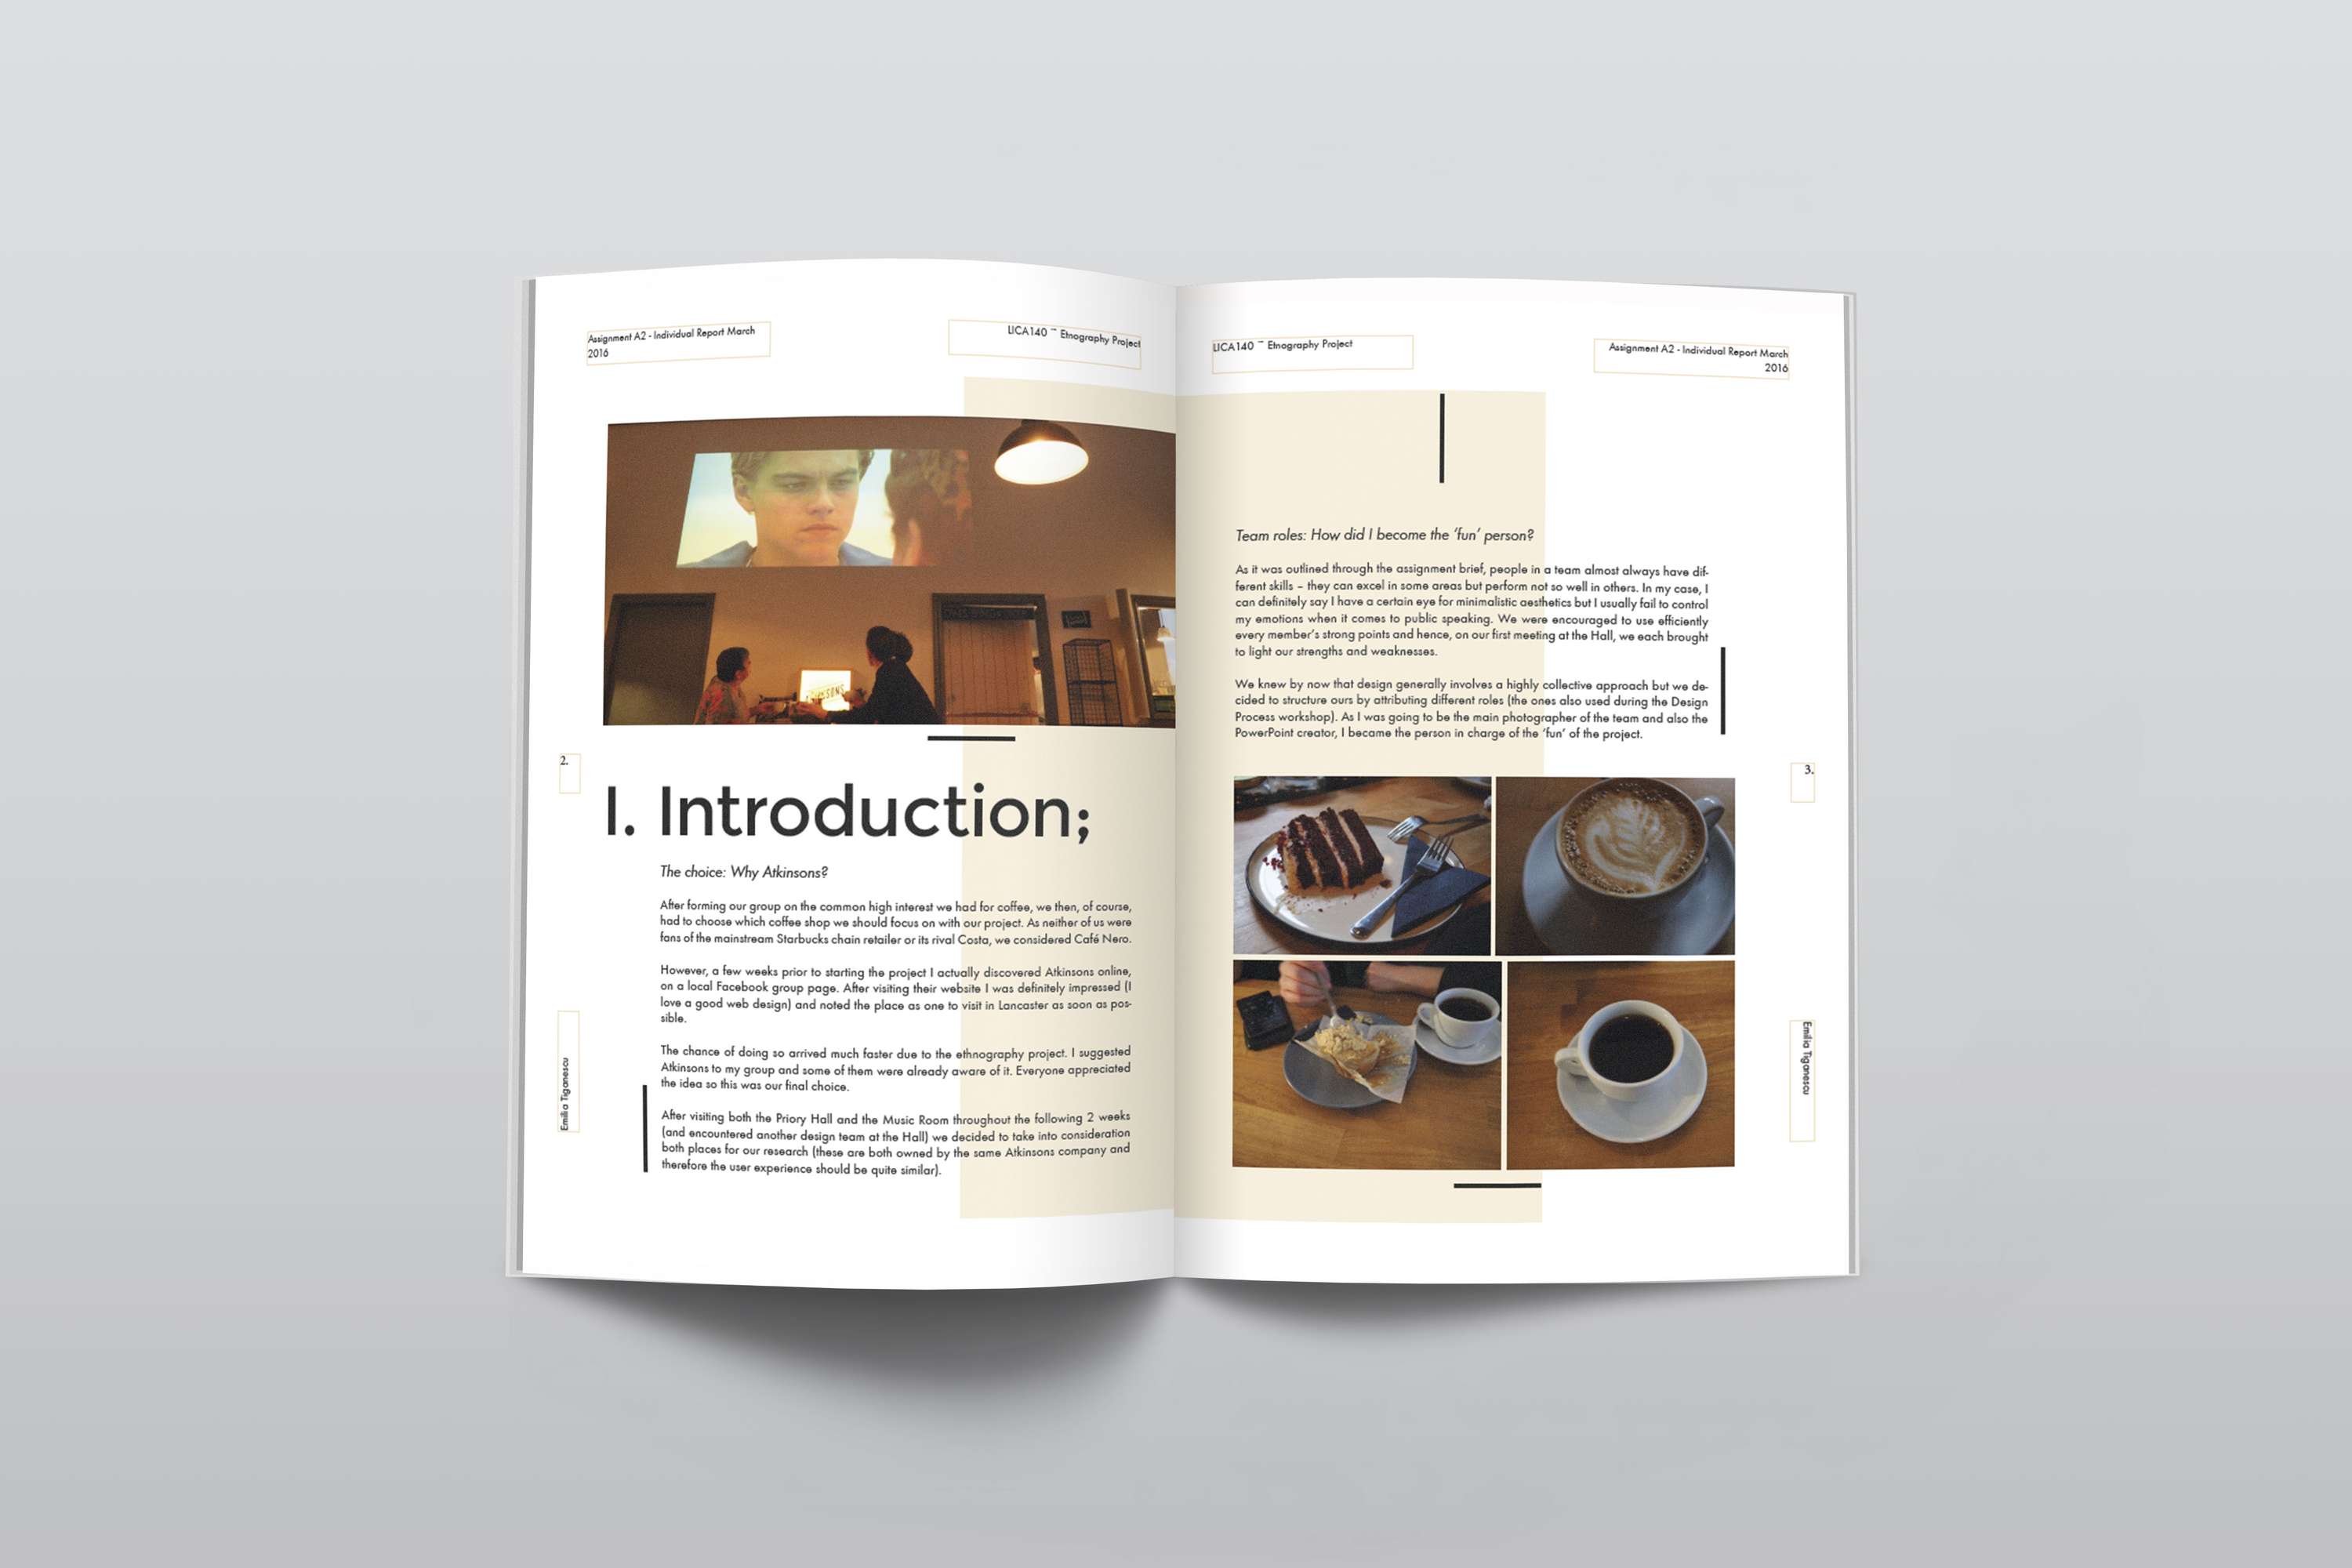 Assignment A2 - Individual Report March
2016
LICA140 ™ Etnography Project
2.
I. Introduction;
The choice: Why Atkinsons?
After forming our group on the common high interest we had for coffee, we then, of course,
had to choose which coffee shop we should focus on with our project. As neither of us were
fans of the mainstream Starbucks chain retailer or its rival Costa, we considered Café Nero.
However, a few weeks prior to starting the project I actually discovered Atkinsons online,
on a local Facebook group page. After visiting their website I was definitely impressed (I
love a good web design) and noted the place as one to visit in Lancaster as soon as pos-
sible.
The chance of doing so arrived much faster due to the ethnography project. I suggested
Atkinsons to my group and some of them were already aware of it. Everyone appreciated
the idea so this was our final choice.
After visiting both the Priory Hall and the Music Room throughout the following 2 weeks
(and encountered another design team at the Hall) we decided to take into consideration
both places for our research (these are both owned by the same Atkinsons company and
therefore the user experience should be quite similar).
Emilia Tiganescu
LICA140 ™ Etnography Project
Assignment A2 - Individual Report March
2016
Team roles: How did I become the ‘fun’ person?
As it was outlined through the assignment brief, people in a team almost always have dif-
ferent skills – they can excel in some areas but perform not so well in others. In my case, I
can definitely say I have a certain eye for minimalistic aesthetics but I usually fail to control
my emotions when it comes to public speaking. We were encouraged to use efficiently
every member’s strong points and hence, on our first meeting at the Hall, we each brought
to light our strengths and weaknesses.
We knew by now that design generally involves a highly collective approach but we de-
cided to structure ours by attributing different roles (the ones also used during the Design
Process workshop). As I was going to be the main photographer of the team and also the
PowerPoint creator, I became the person in charge of the ‘fun’ of the project.
3.
Emilia Tiganescu